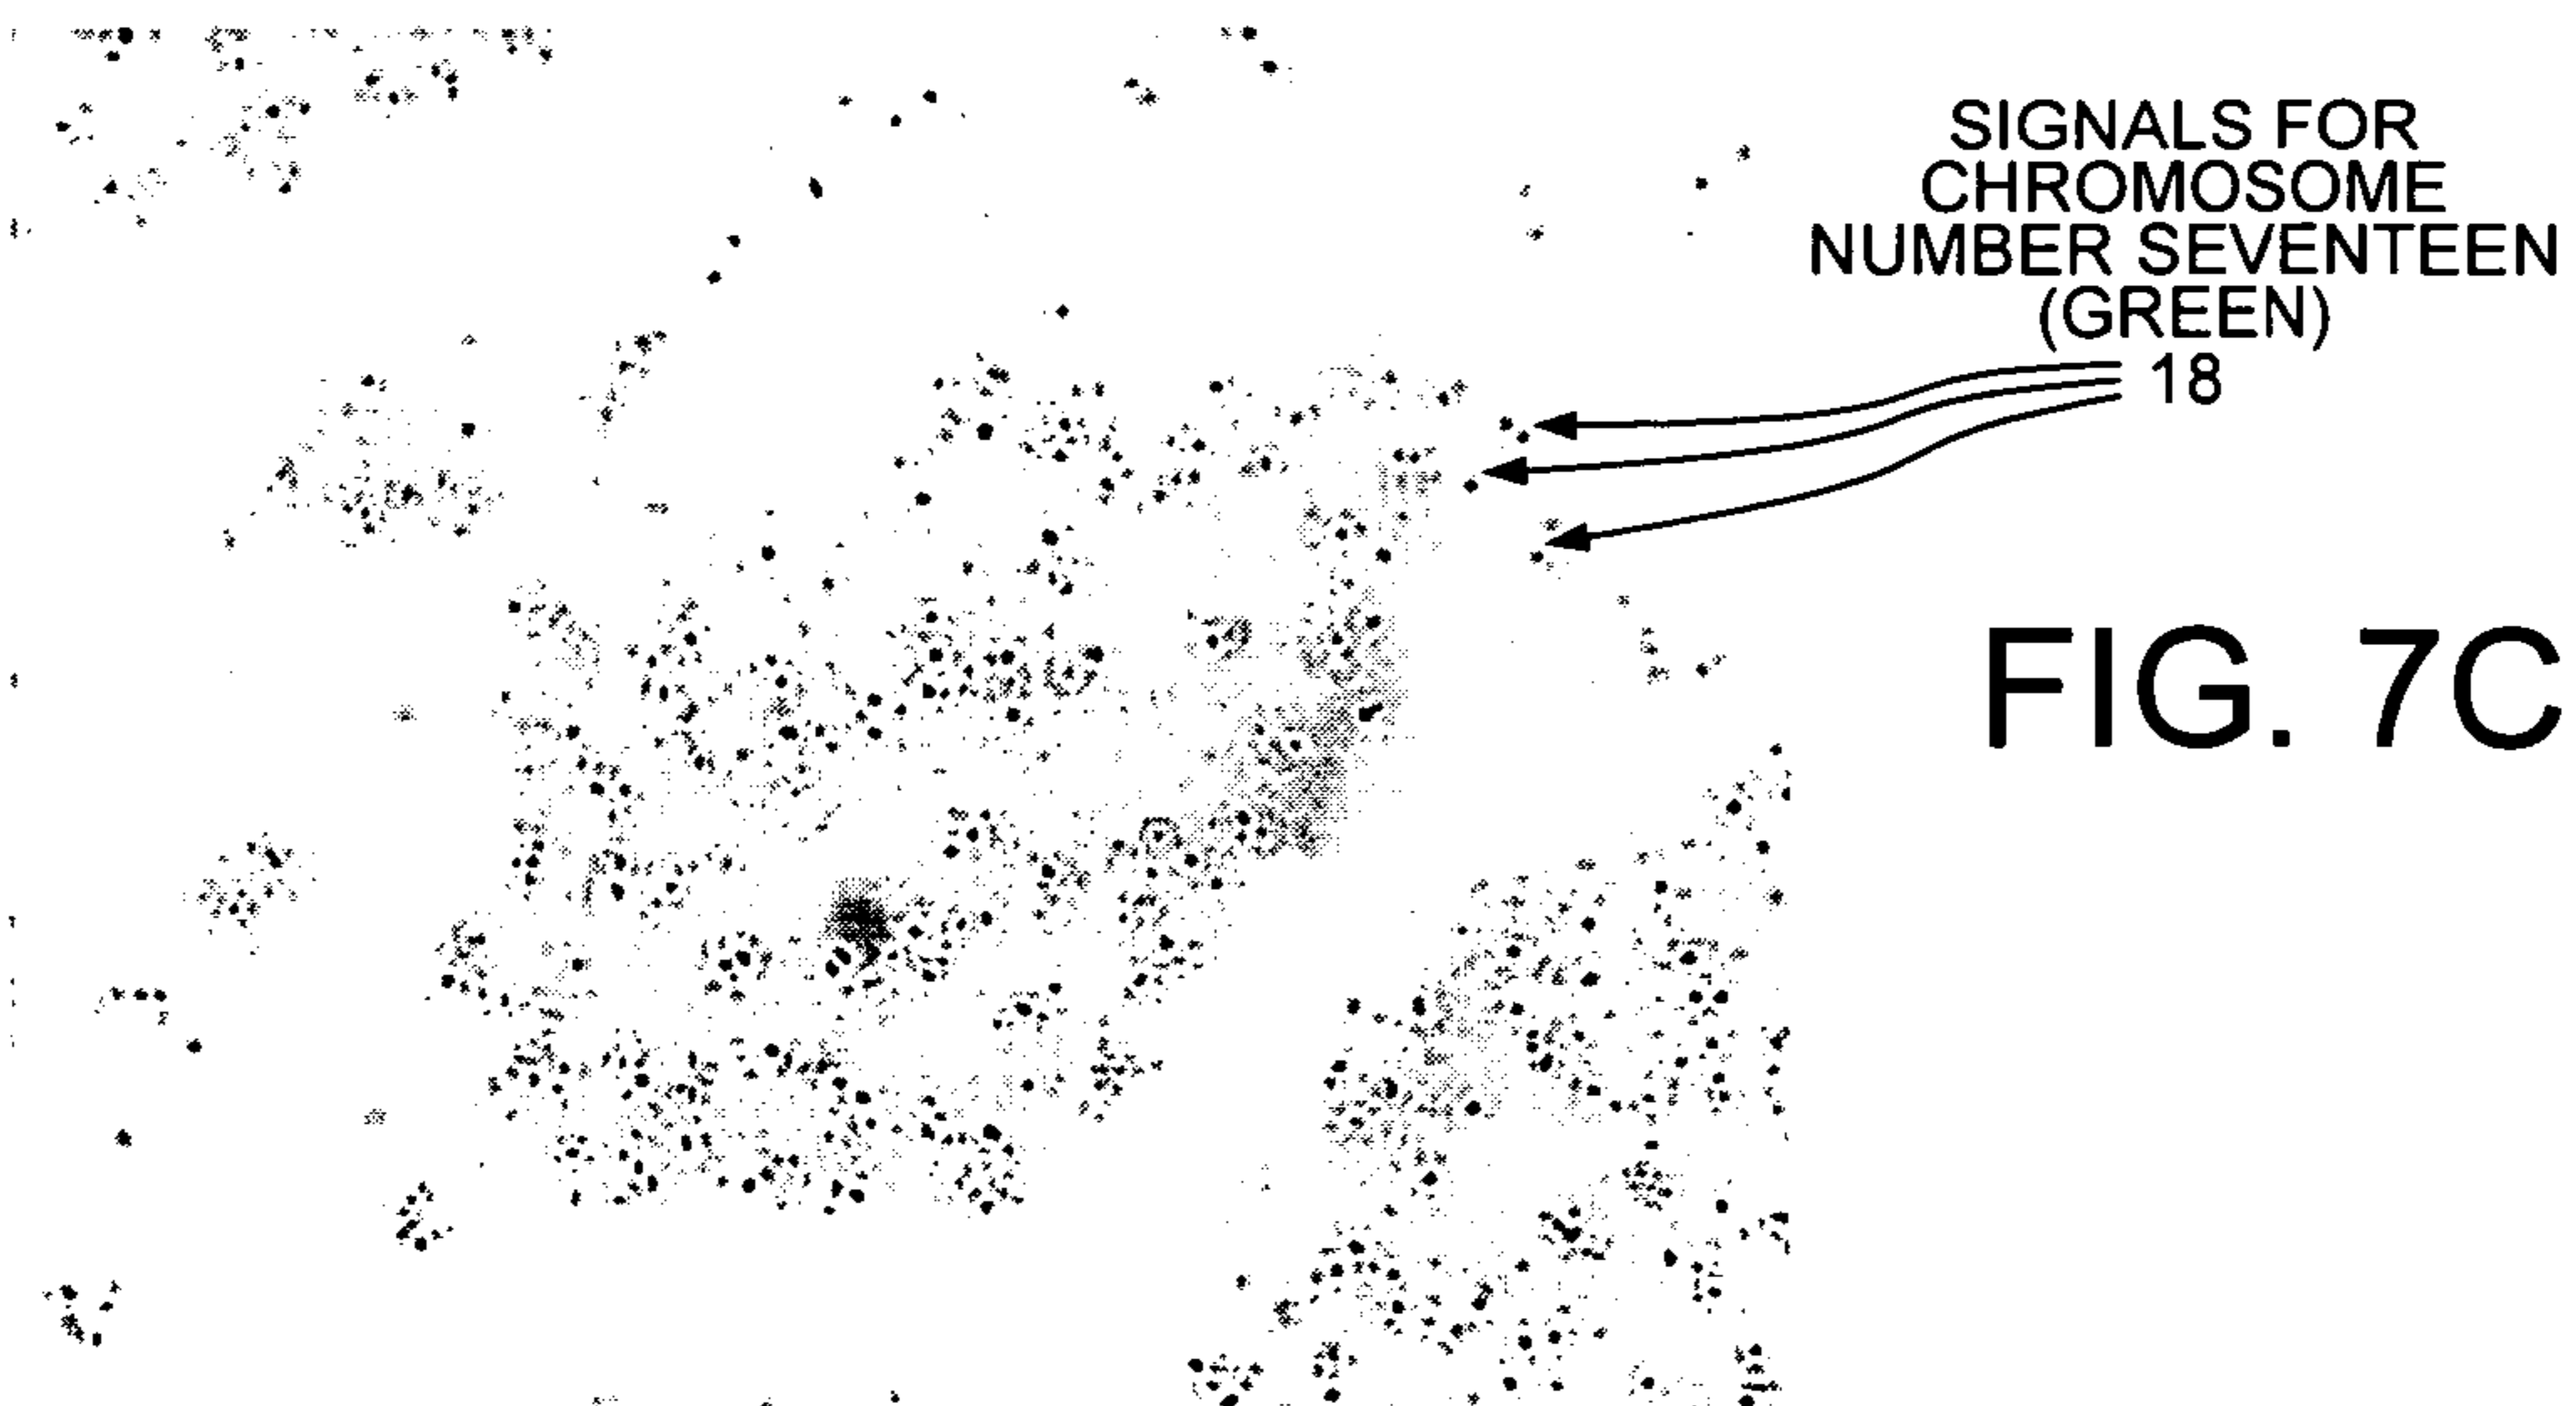 SIGNALS FOR
CHROMOSOME
NUMBER SEVENTEEN
(GREEN)
18
FIG. 7C